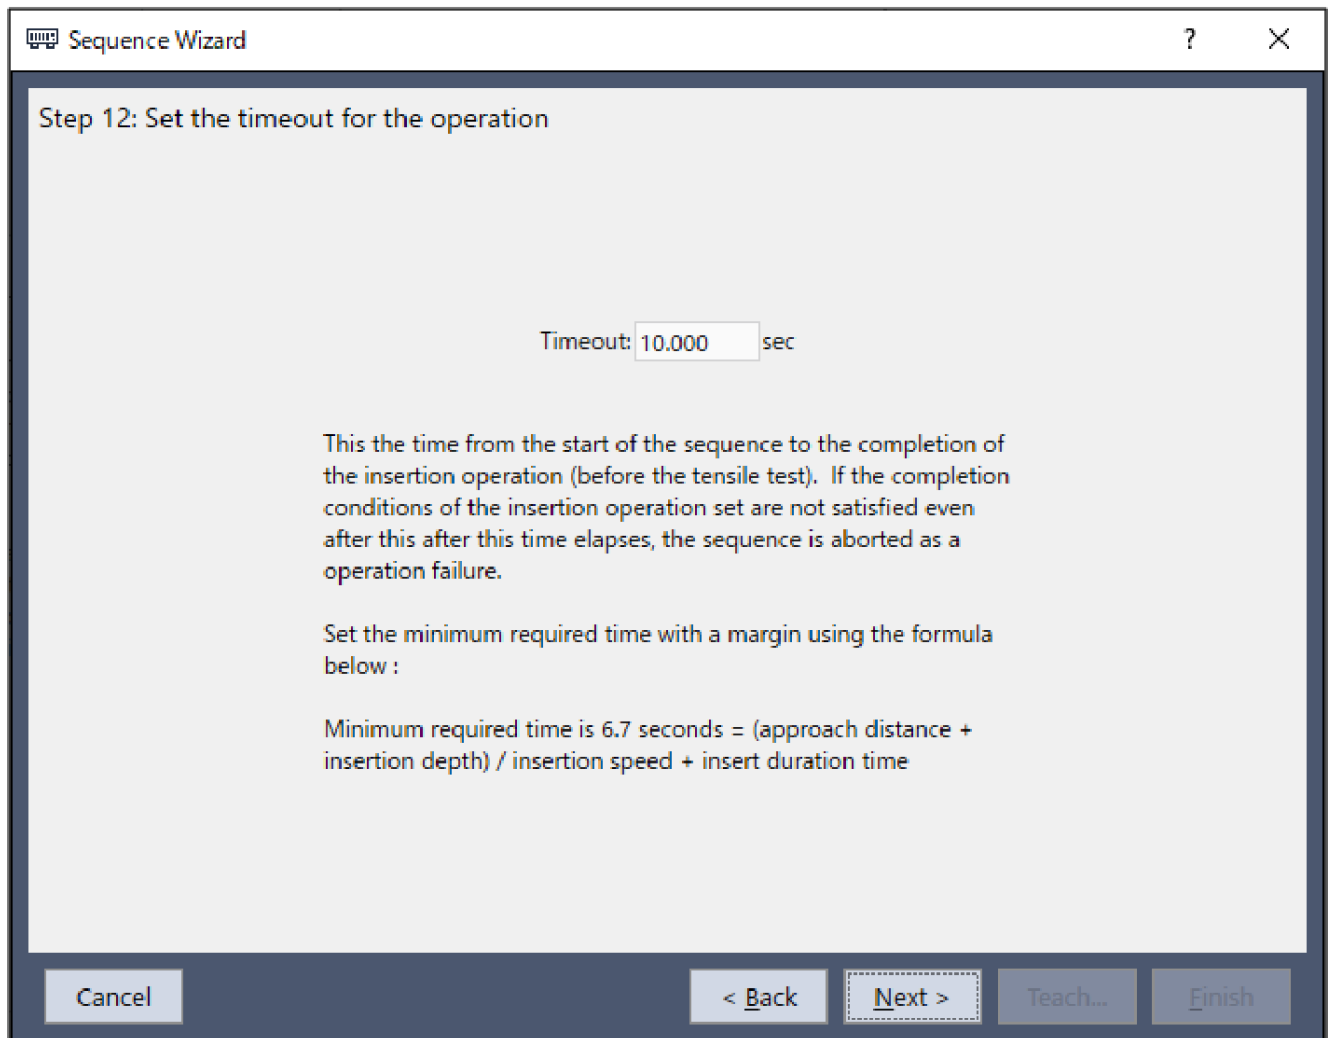 Sequence Wizard
?
Step 12: Set the timeout for the operation
Timeout: 10.000 sec
This the time from the start of the sequence to the completion of
the insertion operation (before the tensile test).  If the completion
conditions of the insertion operation set are not satisfied even
after this after this time elapses, the sequence is aborted as a
operation failure.
Set the minimum required time with a margin using the formula
below :
Minimum required time is 6.7 seconds = (approach distance +
insertion depth) / insertion speed + insert duration time
Cancel
< Back
Next >
Teach...
Finish